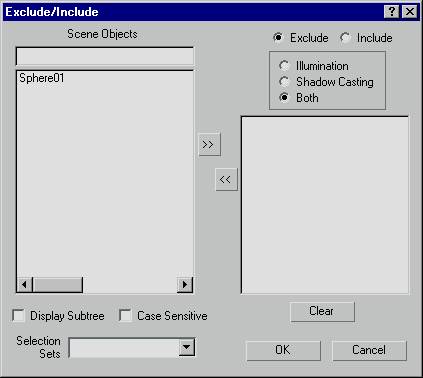 Exclude/Include
Scene Objects
Exclude Include
Illumination
Shadow Casting
Both
Sphere01
>>
<<
Clear
Display Subtree Case Sensitive
Selection
Sets
OK Cancel